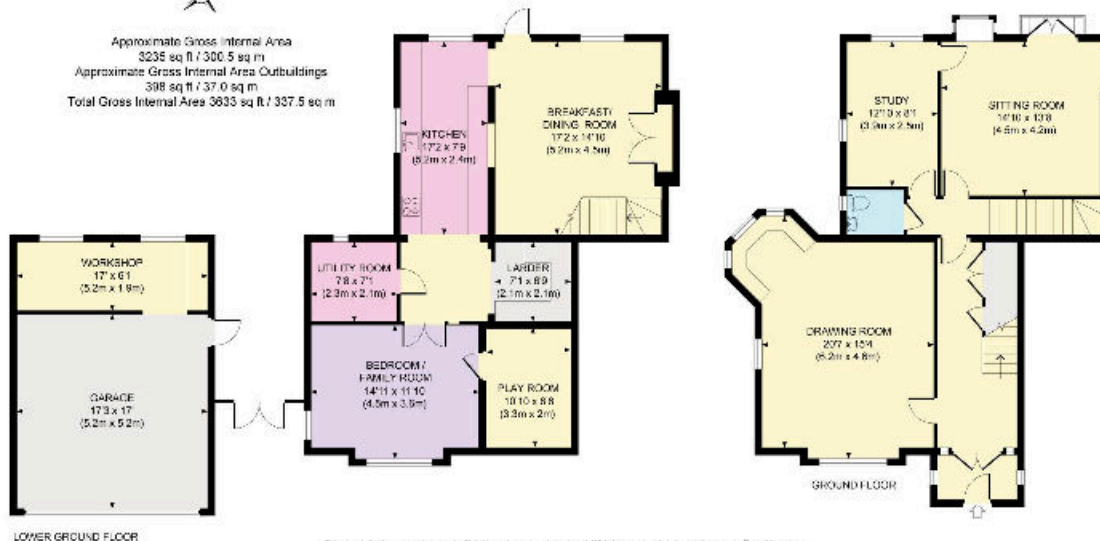 Approximate Gross Internal Area
3235 sq ft / 300.5 sq m
Approximate Gross Internal Area Outbuildings
398 sq ft / 37.0 sq m
Total Gross Internal Area 3633 sq ft / 337.5 sq m
KITCHEN
17'2 x 7'9
(5.2m x 2.4m)
BREAKFAST/
DINING ROOM
17'2 x 14'10
(5.2m x 4.5m)
STUDY
12'10 x 8'1
(3.9m x 2.5m)
SITTING ROOM
14'10 x 13'8
(4.5m x 4.2m)
WORKSHOP
17' x 6'1
(5.2m x 1.9m)
UTILITY ROOM
7'8 x 7'1
(2.3m x 2.1m)
LARDER
7'1 x 6'9
(2.1m x 2.1m)
DRAWING ROOM
20'7 x 15'4
(6.2m x 4.6m)
BEDROOM /
FAMILY ROOM
14'11 x 11'10
(4.5m x 3.6m)
PLAY ROOM
10'10 x 6'8
(3.3m x 2m)
GARAGE
17'3 x 17'
(5.2m x 5.2m)
GROUND FLOOR
LOWER GROUND FLOOR